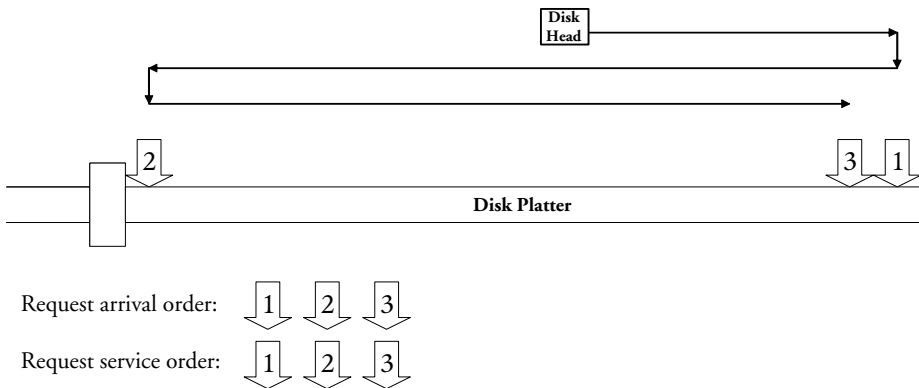 Disk
Head
2
3 1
Disk Platter
Request arrival order: 1 2 3
Request service order: 1 2 3